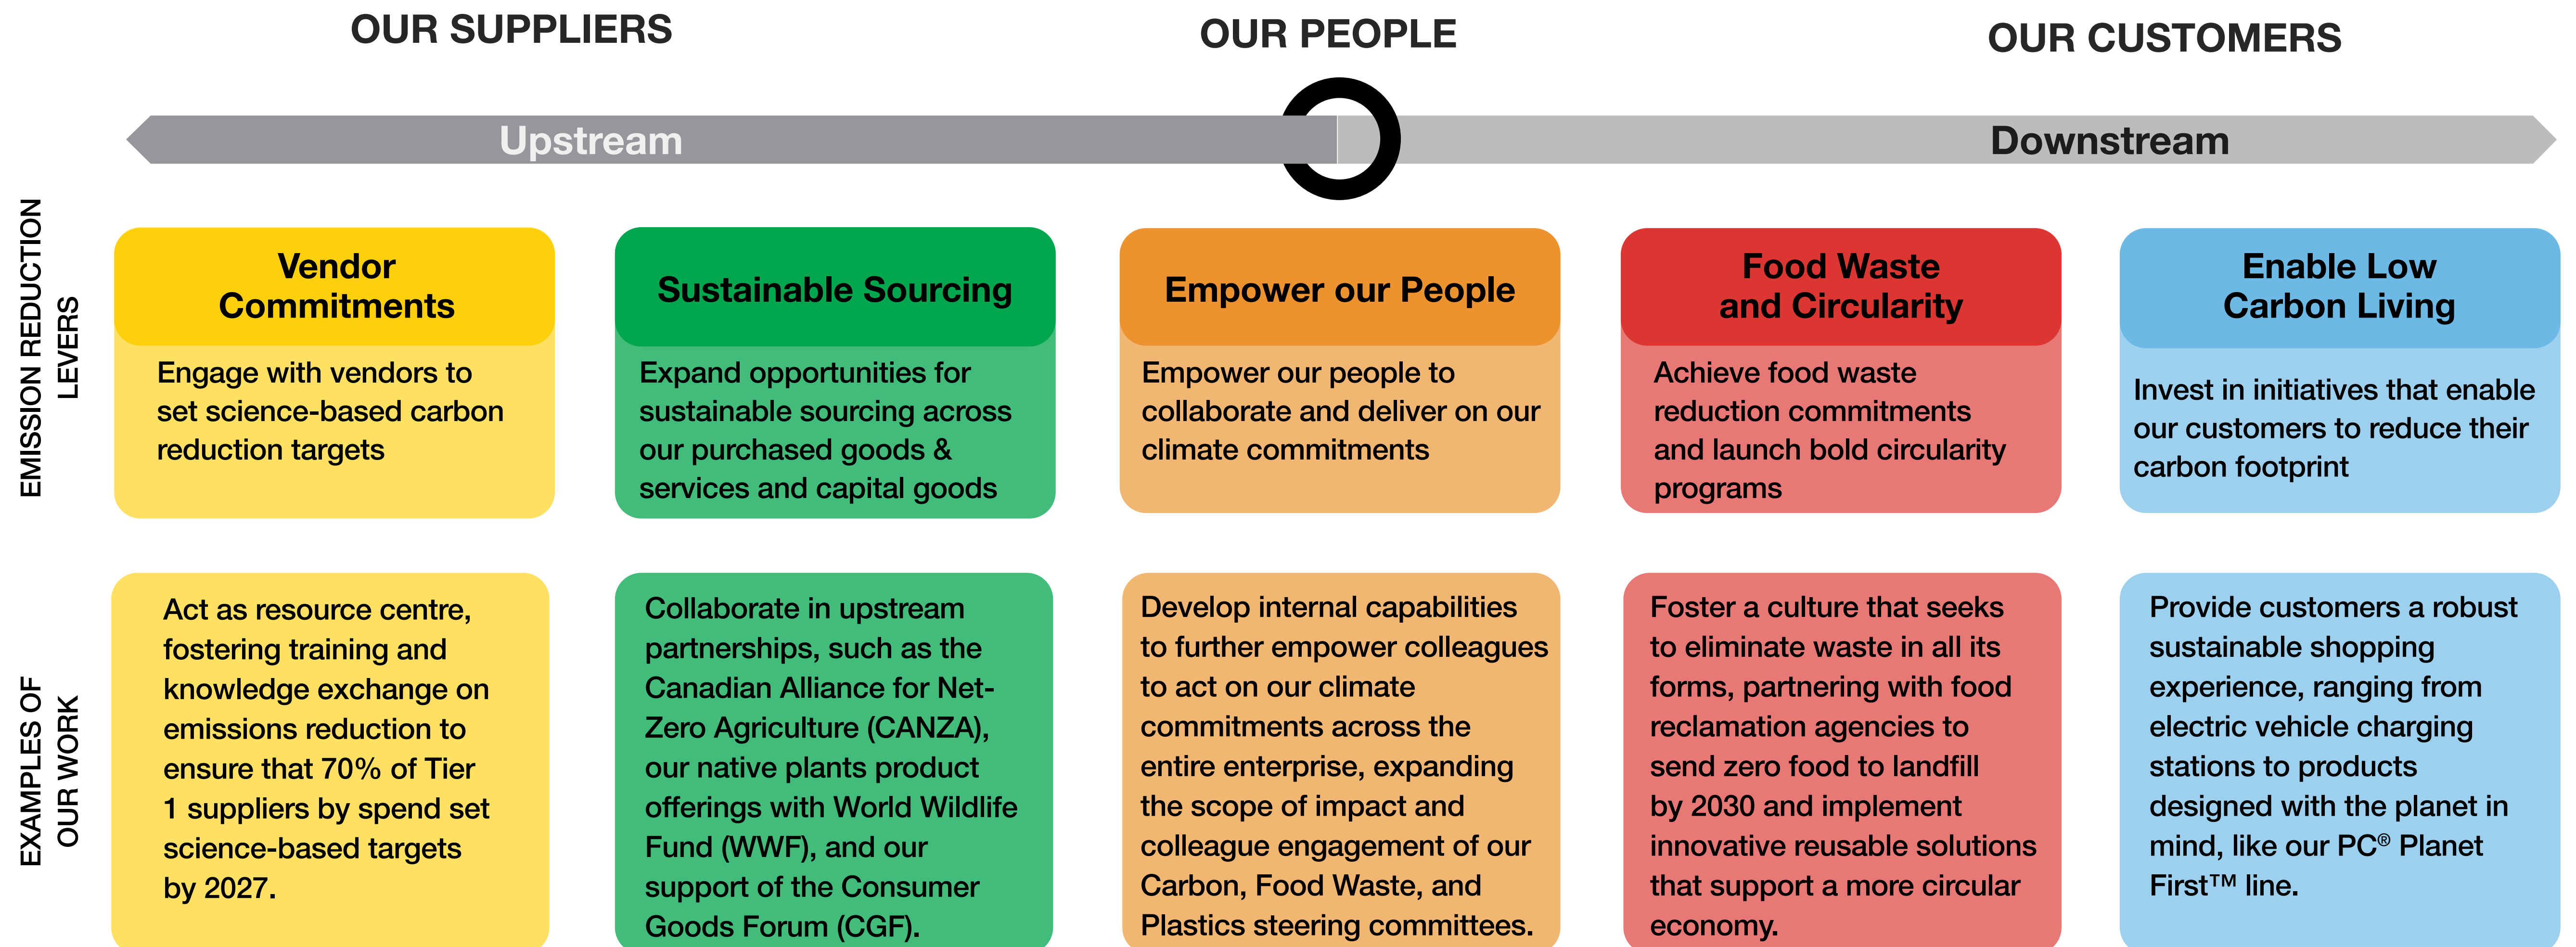 OUR SUPPLIERS
OUR PEOPLE
OUR CUSTOMERS
Upstream
Downstream
EMISSION REDUCTION
LEVERS
Vendor
Commitments
Engage with vendors to
set science-based carbon
reduction targets
Sustainable Sourcing
Expand opportunities for
sustainable sourcing across
our purchased goods &
services and capital goods
Empower our People
Empower our people to
collaborate and deliver on our
climate commitments
Food Waste
and Circularity
Achieve food waste
reduction commitments
and launch bold circularity
programs
Enable Low
Carbon Living
Invest in initiatives that enable
our customers to reduce their
carbon footprint
EXAMPLES OF
OUR WORK
Act as resource centre,
fostering training and
knowledge exchange on
emissions reduction to
ensure that 70% of Tier
1 suppliers by spend set
science-based targets
by 2027.
Collaborate in upstream
partnerships, such as the
Canadian Alliance for Net-
Zero Agriculture (CANZA),
our native plants product
offerings with World Wildlife
Fund (WWF), and our
support of the Consumer
Goods Forum (CGF).
Develop internal capabilities
to further empower colleagues
to act on our climate
commitments across the
entire enterprise, expanding
the scope of impact and
colleague engagement of our
Carbon, Food Waste, and
Plastics steering committees.
Foster a culture that seeks
to eliminate waste in all its
forms, partnering with food
reclamation agencies to
send zero food to landfill
by 2030 and implement
innovative reusable solutions
that support a more circular
economy.
Provide customers a robust
sustainable shopping
experience, ranging from
electric vehicle charging
stations to products
designed with the planet in
mind, like our PC® Planet
First™ line.